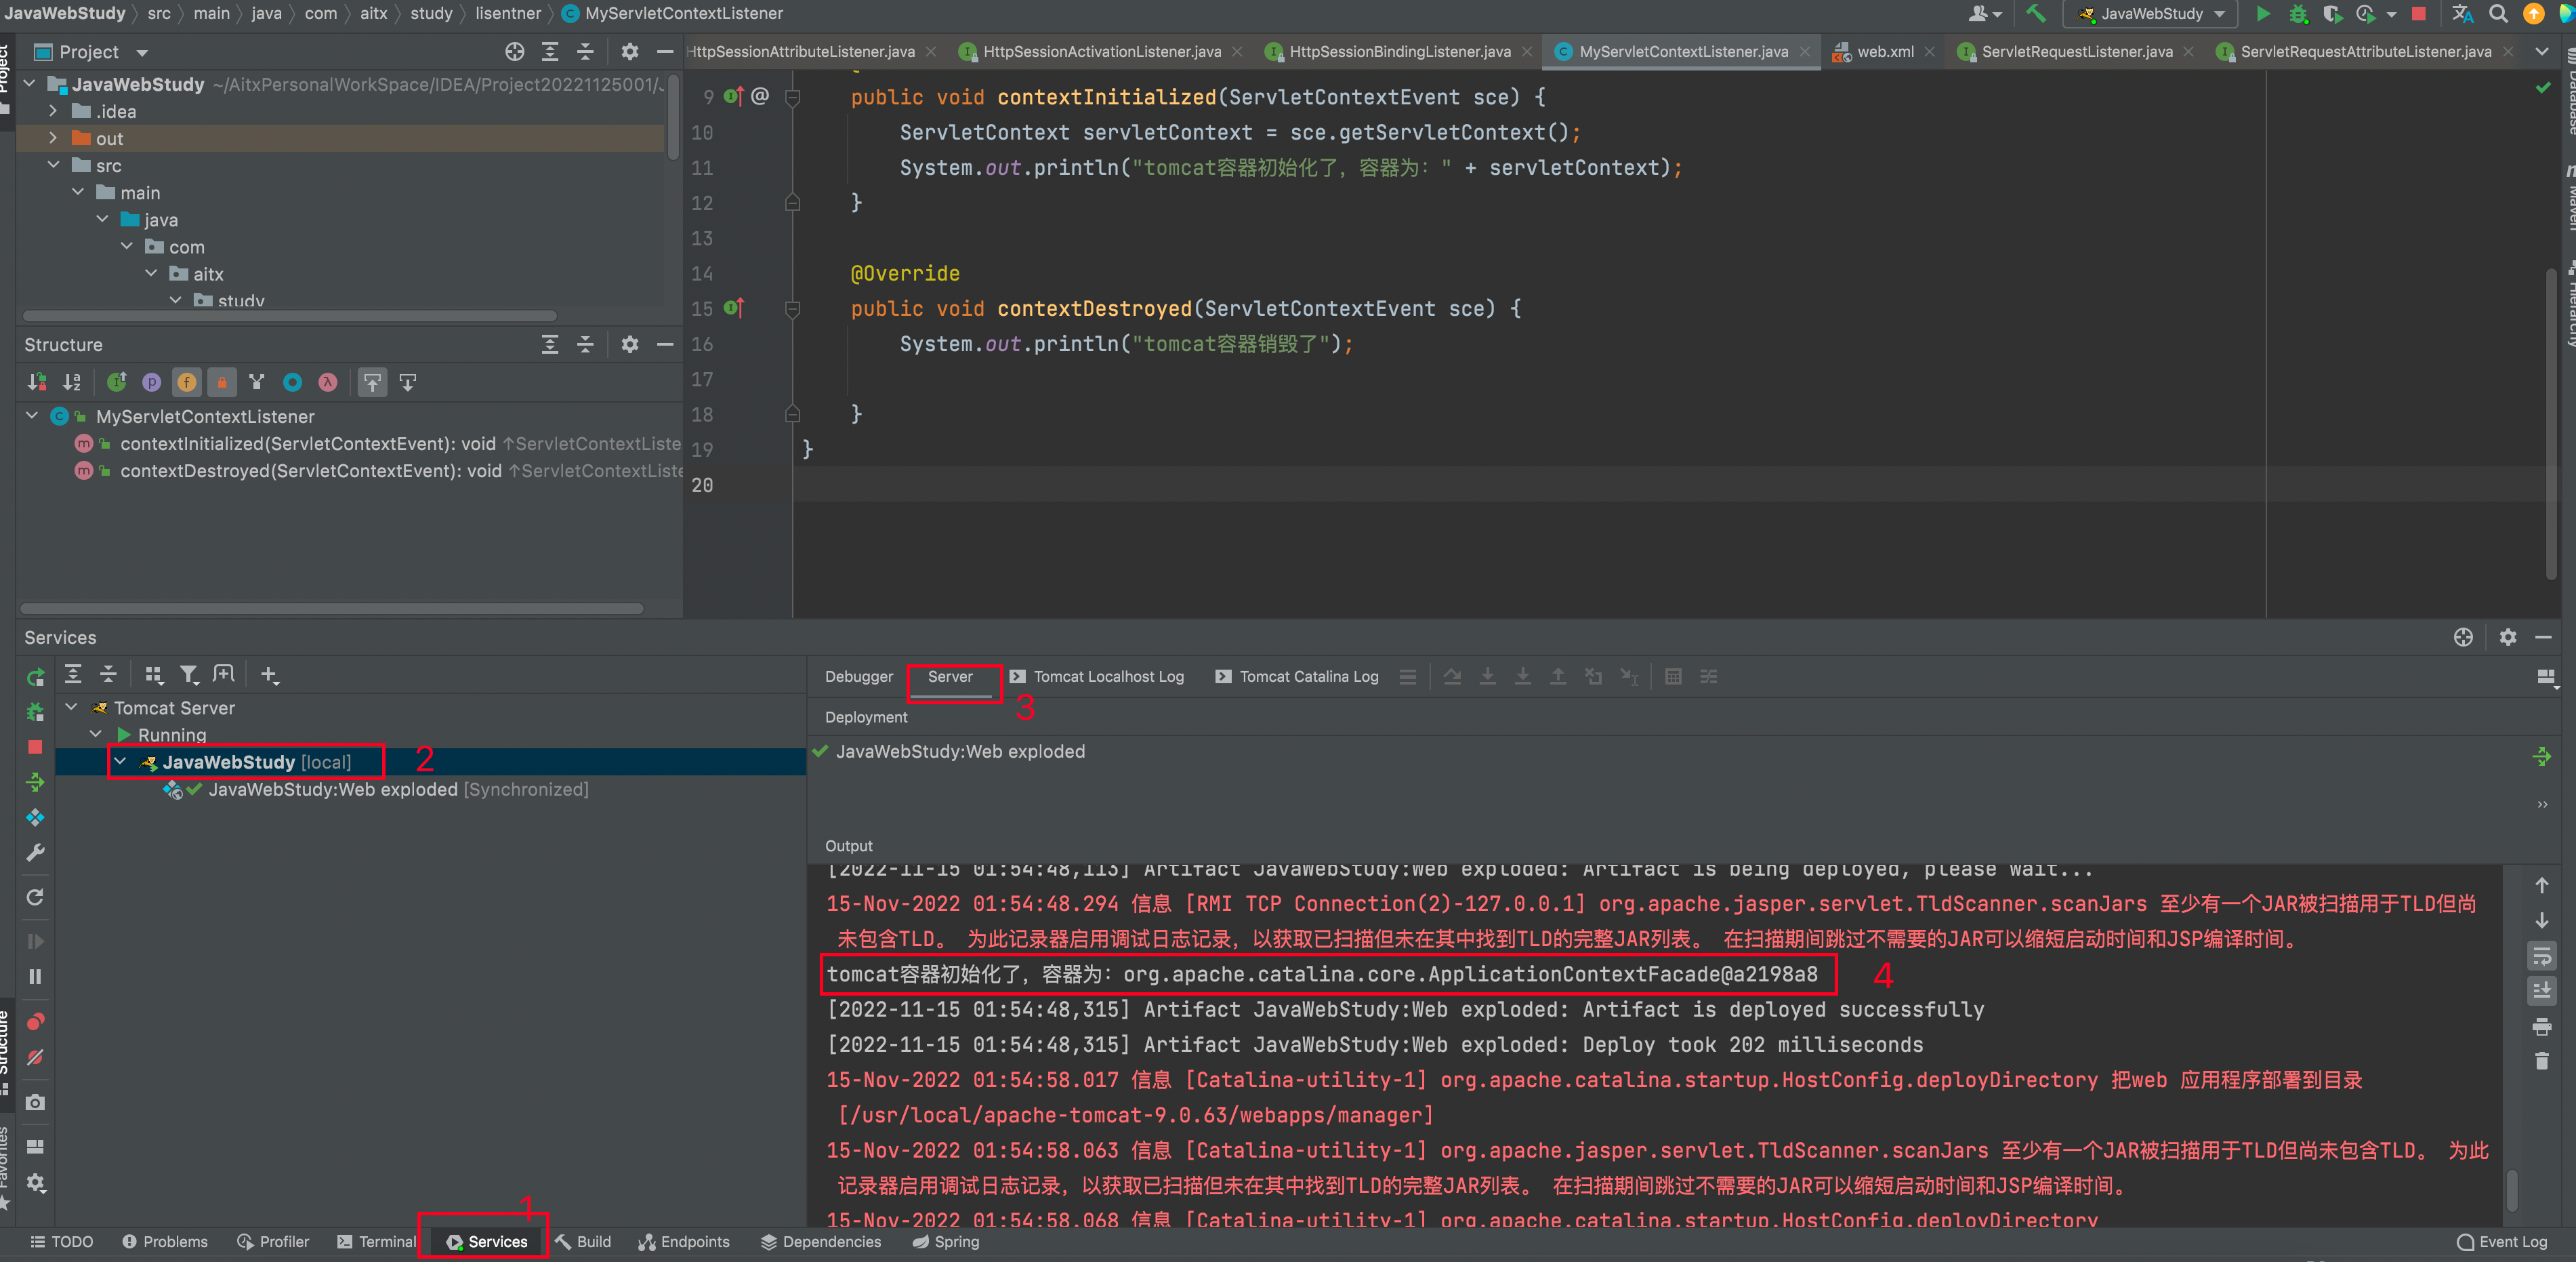 JavaWebStudy src main java com aitx study lisentner MyServletContextListener
JavaWebStudy
Project
HttpSessionAttributeListener.java HttpSessionActivationListener.java HttpSessionBindingListener.java MyServletContextListener.java web.xml ServletRequestListener.java ServletRequestAttributeListener.java
Project
JavaWebStudy ~/AitxPersonalWorkSpace/IDEA/Project20221125001/J
.idea
out
src
main
java
com
aitx
study
9 @ public void contextInitialized(ServletContextEvent sce) {
10 ServletContext servletContext = sce.getServletContext();
11 System.out.println("tomcat容器初始化了，容器为：" + servletContext);
12 }
13
14 @Override
15 public void contextDestroyed(ServletContextEvent sce) {
16 System.out.println("tomcat容器销毁了");
17
18 }
19 }
20
Database
Maven
Hierarchy
Structure
MyServletContextListener
contextInitialized(ServletContextEvent): void ↑ServletContextListe
contextDestroyed(ServletContextEvent): void ↑ServletContextListe
Services
Tomcat Server
Running
JavaWebStudy [local] 2
JavaWebStudy:Web exploded [Synchronized]
Debugger Server Tomcat Localhost Log Tomcat Catalina Log
3
Deployment
JavaWebStudy:Web exploded
Output
[2022-11-15 01:54:48,113] Artifact JavaWebStudy:Web exploded: Artifact is being deployed, please wait...
15-Nov-2022 01:54:48.294 信息 [RMI TCP Connection(2)-127.0.0.1] org.apache.jasper.servlet.TldScanner.scanJars 至少有一个JAR被扫描用于TLD但尚
未包含TLD。 为此记录器启用调试日志记录，以获取已扫描但未在其中找到TLD的完整JAR列表。 在扫描期间跳过不需要的JAR可以缩短启动时间和JSP编译时间。
tomcat容器初始化了，容器为：org.apache.catalina.core.ApplicationContextFacade@a2198a8 4
[2022-11-15 01:54:48,315] Artifact JavaWebStudy:Web exploded: Artifact is deployed successfully
[2022-11-15 01:54:48,315] Artifact JavaWebStudy:Web exploded: Deploy took 202 milliseconds
15-Nov-2022 01:54:58.017 信息 [Catalina-utility-1] org.apache.catalina.startup.HostConfig.deployDirectory 把web 应用程序部署到目录
[/usr/local/apache-tomcat-9.0.63/webapps/manager]
15-Nov-2022 01:54:58.063 信息 [Catalina-utility-1] org.apache.jasper.servlet.TldScanner.scanJars 至少有一个JAR被扫描用于TLD但尚未包含TLD。 为此
记录器启用调试日志记录，以获取已扫描但未在其中找到TLD的完整JAR列表。 在扫描期间跳过不需要的JAR可以缩短启动时间和JSP编译时间。
15-Nov-2022 01:54:58.068 信息 [Catalina-utility-1] org.apache.catalina.startup.HostConfig.deployDirectory
Structure
Favorites
1
TODO Problems Profiler Terminal Services Build Endpoints Dependencies Spring Event Log